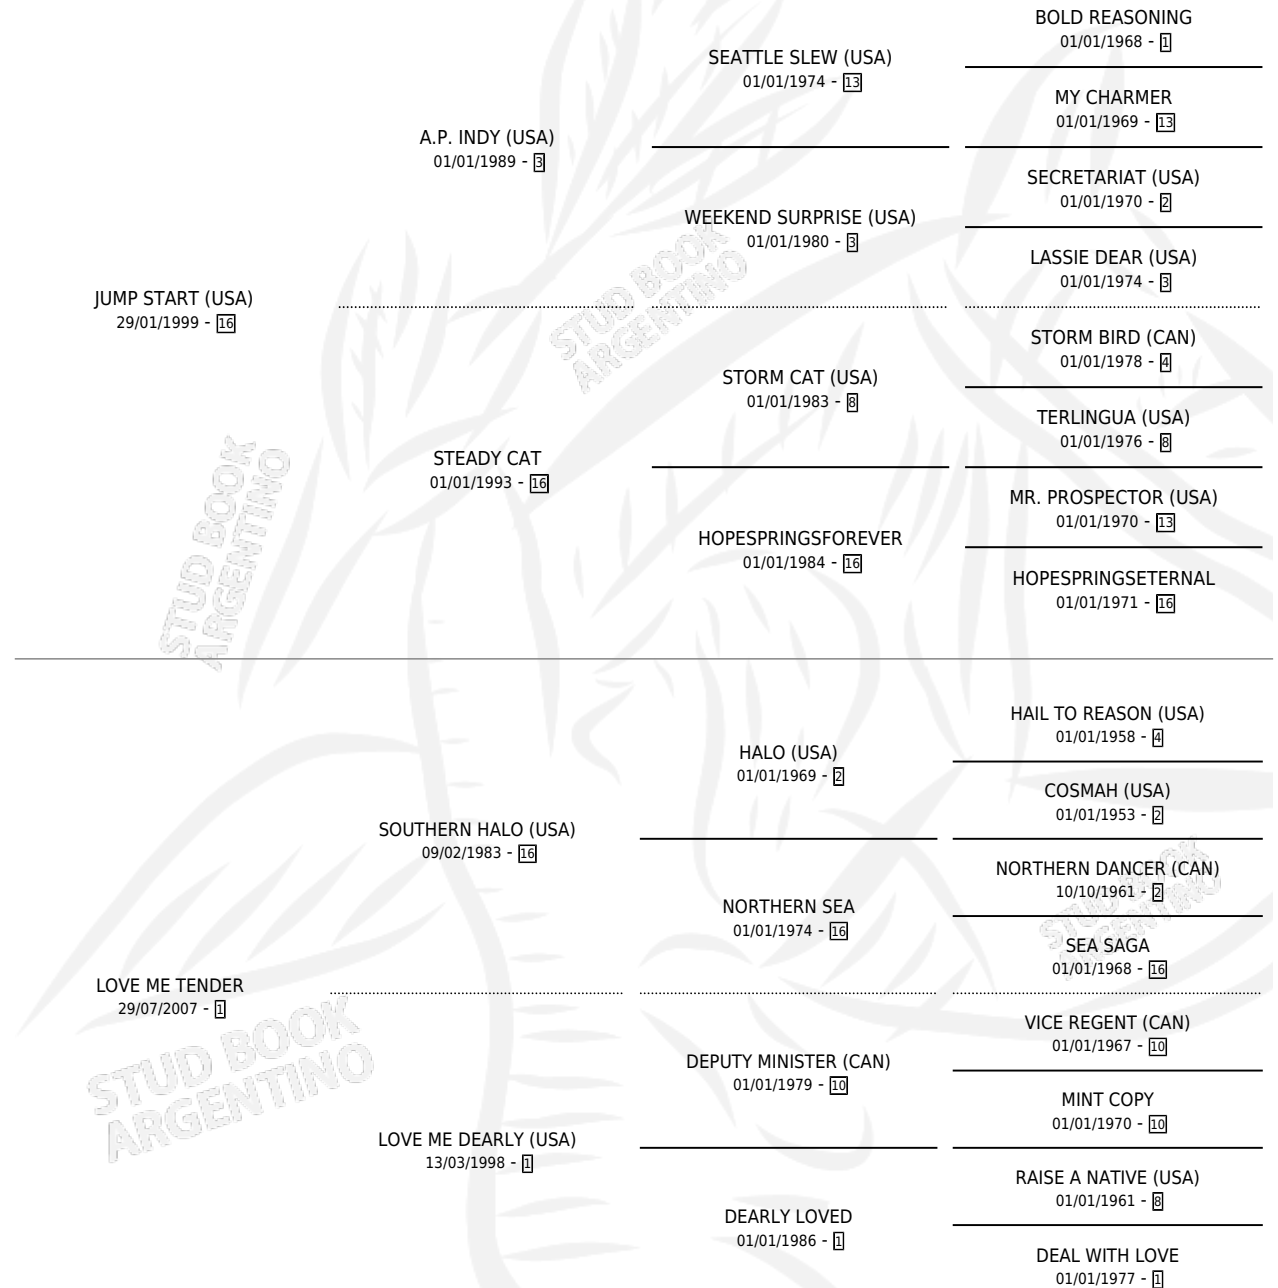 BOLD REASONING
01/01/1968 - 1
SEATTLE SLEW (USA)
01/01/1974 - 13
MY CHARMER
01/01/1969 - 13
A.P. INDY (USA)
01/01/1989 - 3
SECRETARIAT (USA)
01/01/1970 - 2
WEEKEND SURPRISE (USA)
01/01/1980 - 3
LASSIE DEAR (USA)
01/01/1974 - 3
STUD BOOK
ARGENTINO
JUMP START (USA)
29/01/1999 - 16
STORM BIRD (CAN)
01/01/1978 - 4
STORM CAT (USA)
01/01/1983 - 8
TERLINGUA (USA)
01/01/1976 - 8
STEADY CAT
01/01/1993 - 16
MR. PROSPECTOR (USA)
01/01/1970 - 13
HOPESPRINGSFOREVER
01/01/1984 - 16
HOPESPRINGSETERNAL
01/01/1971 - 16
STUD BOOK
ARGENTINO
HAIL TO REASON (USA)
01/01/1958 - 4
HALO (USA)
01/01/1969 - 2
COSMAH (USA)
01/01/1953 - 2
SOUTHERN HALO (USA)
09/02/1983 - 16
NORTHERN DANCER (CAN)
10/10/1961 - 2
NORTHERN SEA
01/01/1974 - 16
SEA SAGA
01/01/1968 - 16
STUD BOOK
ARGENTINO
LOVE ME TENDER
29/07/2007 - 1
VICE REGENT (CAN)
01/01/1967 - 10
DEPUTY MINISTER (CAN)
01/01/1979 - 10
MINT COPY
01/01/1970 - 10
STUD BOOK
ARGENTINO
LOVE ME DEARLY (USA)
13/03/1998 - 1
RAISE A NATIVE (USA)
01/01/1961 - 8
DEARLY LOVED
01/01/1986 - 1
DEAL WITH LOVE
01/01/1977 - 1